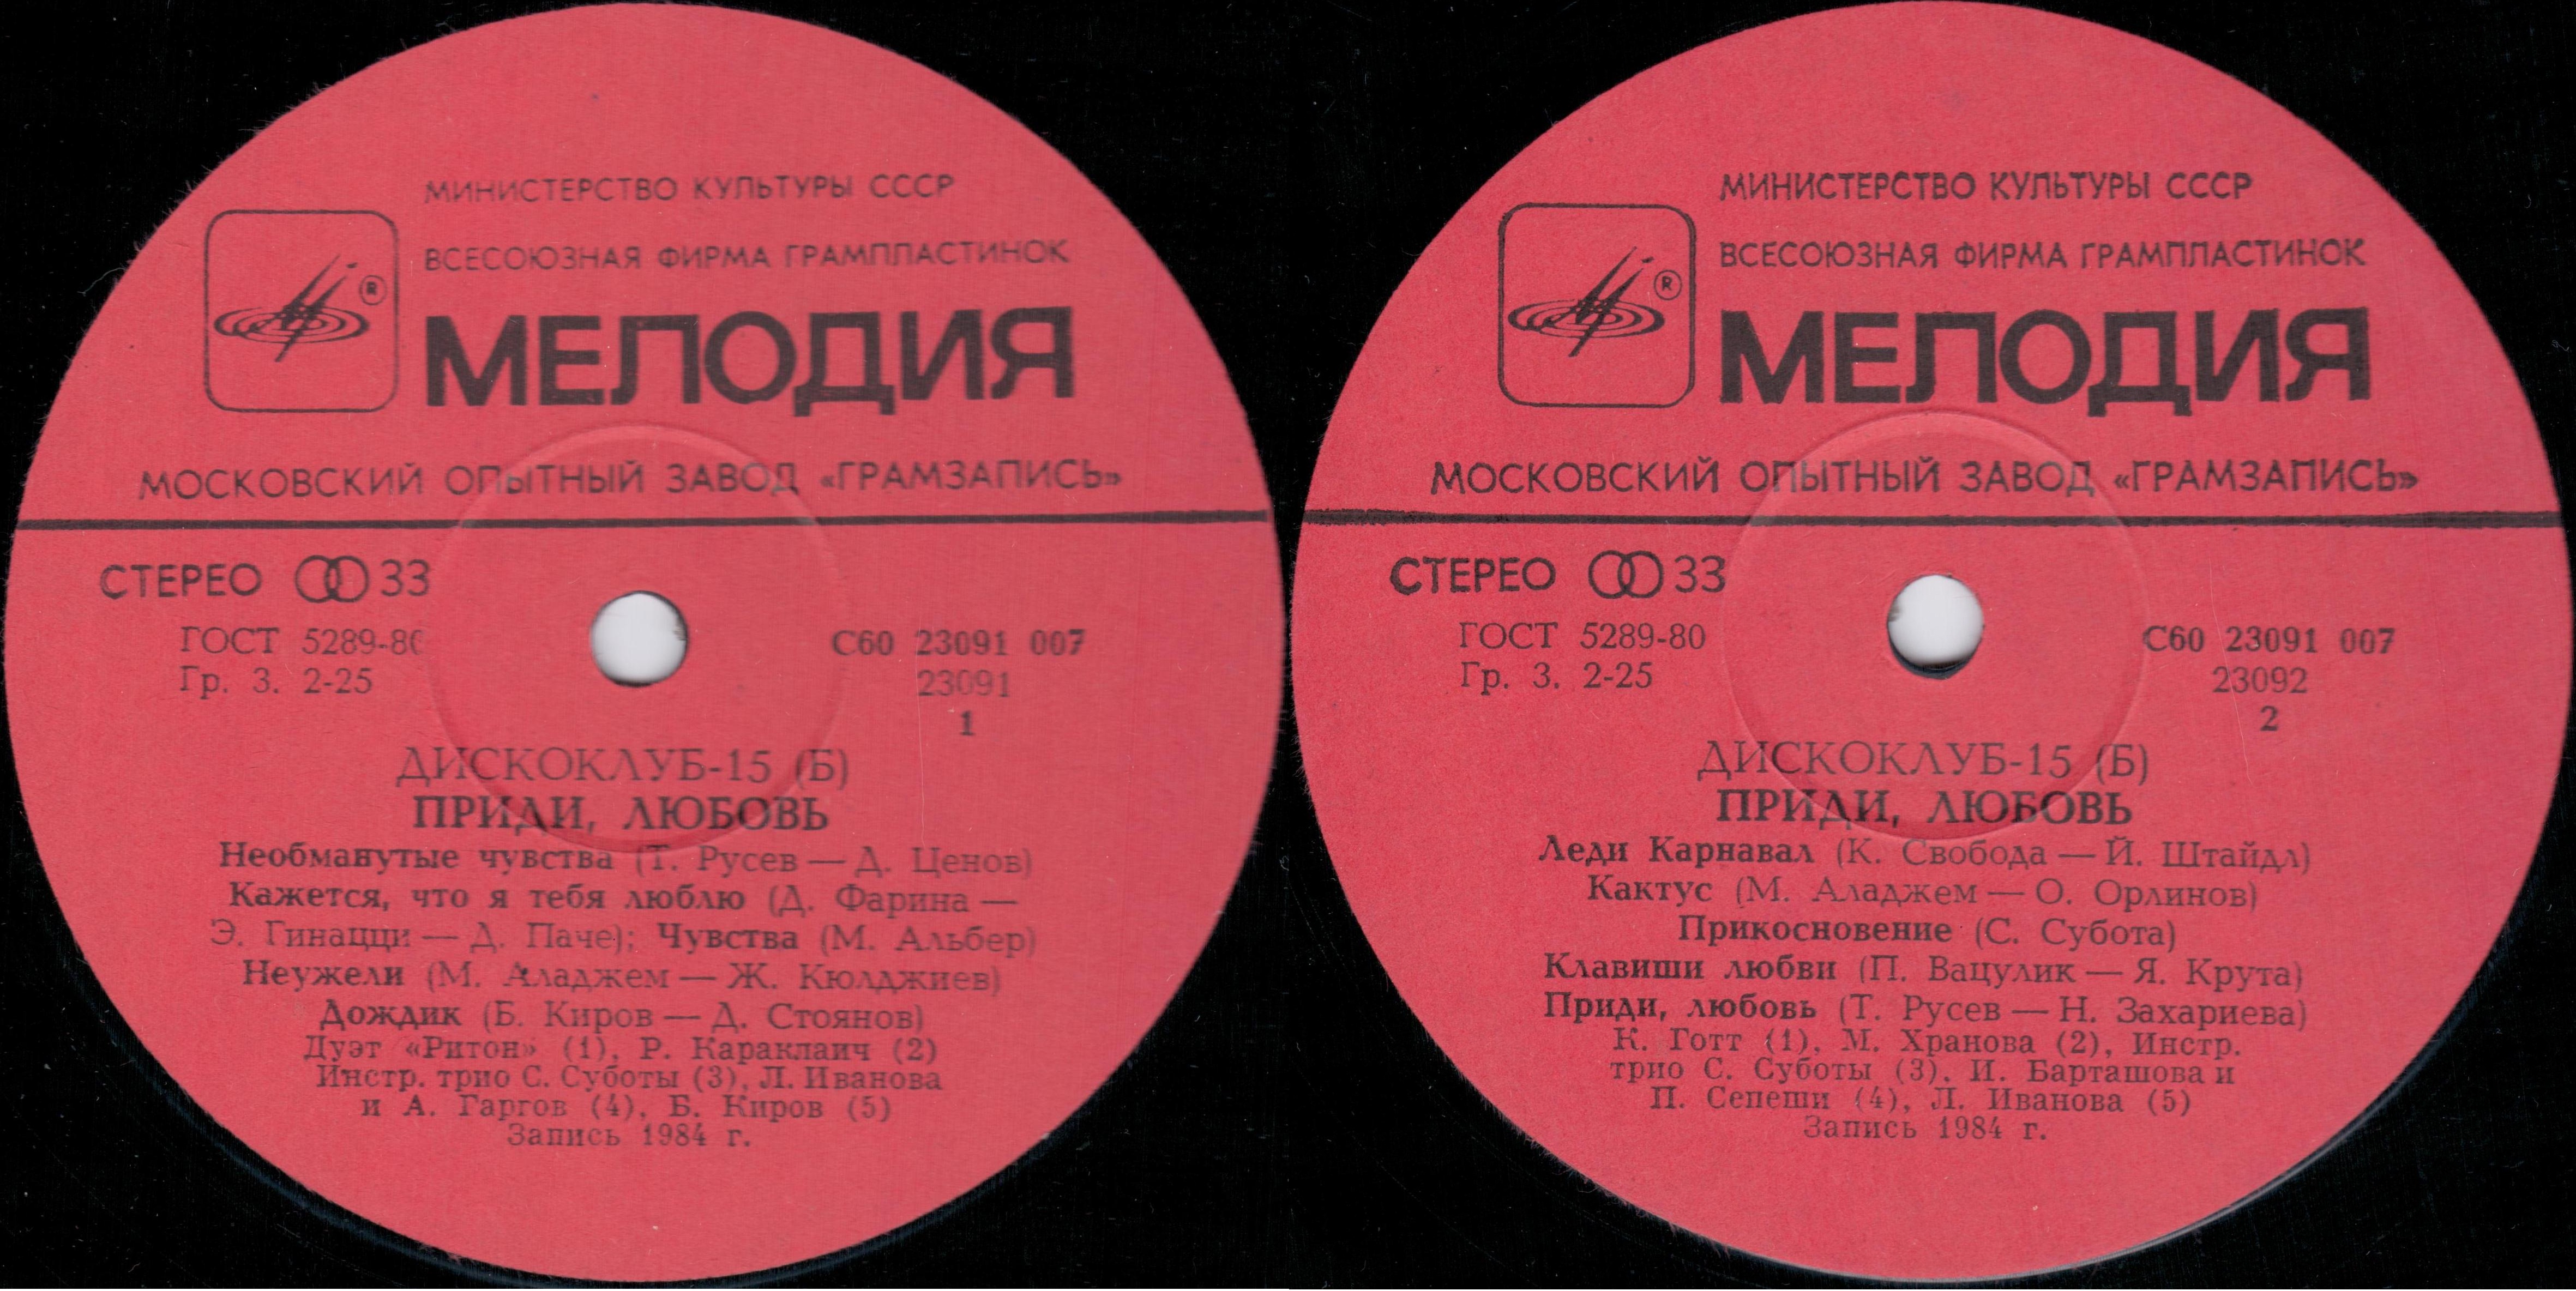 МИНИСТЕРСТВО КУЛЬТУРЫ СССР
ВСЕСОЮЗНАЯ ФИРМА ГРАМПЛАСТИНОК
®
МЕЛОДИЯ
МОСКОВСКИЙ ОПЫТНЫЙ ЗАВОД «ГРАМЗАПИСЬ»
СТЕРЕО 33
ГОСТ 5289-80
С60 23091 007
Гр. 3. 2-25
23091
1
ДИСКОКЛУБ-15 (Б)
ПРИДИ, ЛЮБОВЬ
Необманутые чувства (Т. Русев — Д. Ценов)
Кажется, что я тебя люблю (Д. Фарина —
Э. Гинацци — Д. Паче); Чувства (М. Альбер)
Неужели (М. Аладжем — Ж. Кюлджиев)
Дождик (Б. Киров — Д. Стоянов)
Дуэт «Ритон» (1), Р. Караклаич (2)
Инстр. трио С. Суботы (3), Л. Иванова
и А. Гаргов (4), Б. Киров (5)
Запись 1984 г.
МИНИСТЕРСТВО КУЛЬТУРЫ СССР
ВСЕСОЮЗНАЯ ФИРМА ГРАМПЛАСТИНОК
®
МЕЛОДИЯ
МОСКОВСКИЙ ОПЫТНЫЙ ЗАВОД «ГРАМЗАПИСЬ»
СТЕРЕО 33
ГОСТ 5289-80
С60 23091 007
Гр. 3. 2-25
23092
2
ДИСКОКЛУБ-15 (Б)
ПРИДИ, ЛЮБОВЬ
Леди Карнавал (К. Свобода — Й. Штайдл)
Кактус (М. Аладжем — О. Орлинов)
Прикосновение (С. Субота)
Клавиши любви (П. Вацулик — Я. Крута)
Приди, любовь (Т. Русев — Н. Захариева)
К. Готт (1), М. Хранова (2), Инстр.
трио С. Суботы (3), И. Барташова и
П. Сепеши (4), Л. Иванова (5)
Запись 1984 г.